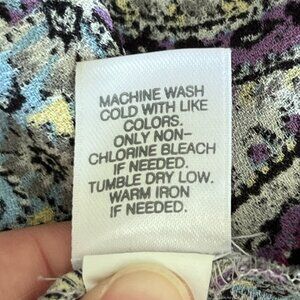 MACHINE WASH
COLD WITH LIKE
COLORS.
ONLY NON-
CHLORINE BLEACH
IF NEEDED.
TUMBLE DRY LOW.
WARM IRON
IF NEEDED.